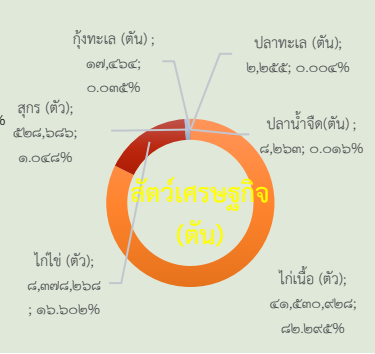 กุ้งทะเล (ตัน) ;
๑๗,๔๖๔;
๐.๐๓๕%
ปลาทะเล (ตัน);
๒,๒๕๕; ๐.๐๐๔%
%
สุกร (ตัว);
๕๒๘,๖๘๖;
๑.๐๔๘%
ปลาน้ำจืด(ตัน) ;
๘,๒๖๓; ๐.๐๑๖%
สัตว์เศรษฐกิจ
(ตัน)
ไก่ไข่ (ตัว);
๘,๓๗๘,๒๖๘
; ๑๖.๖๐๒%
ไก่เนื้อ (ตัว);
๔๑,๕๓๐,๙๒๘;
๘๒.๒๙๕%